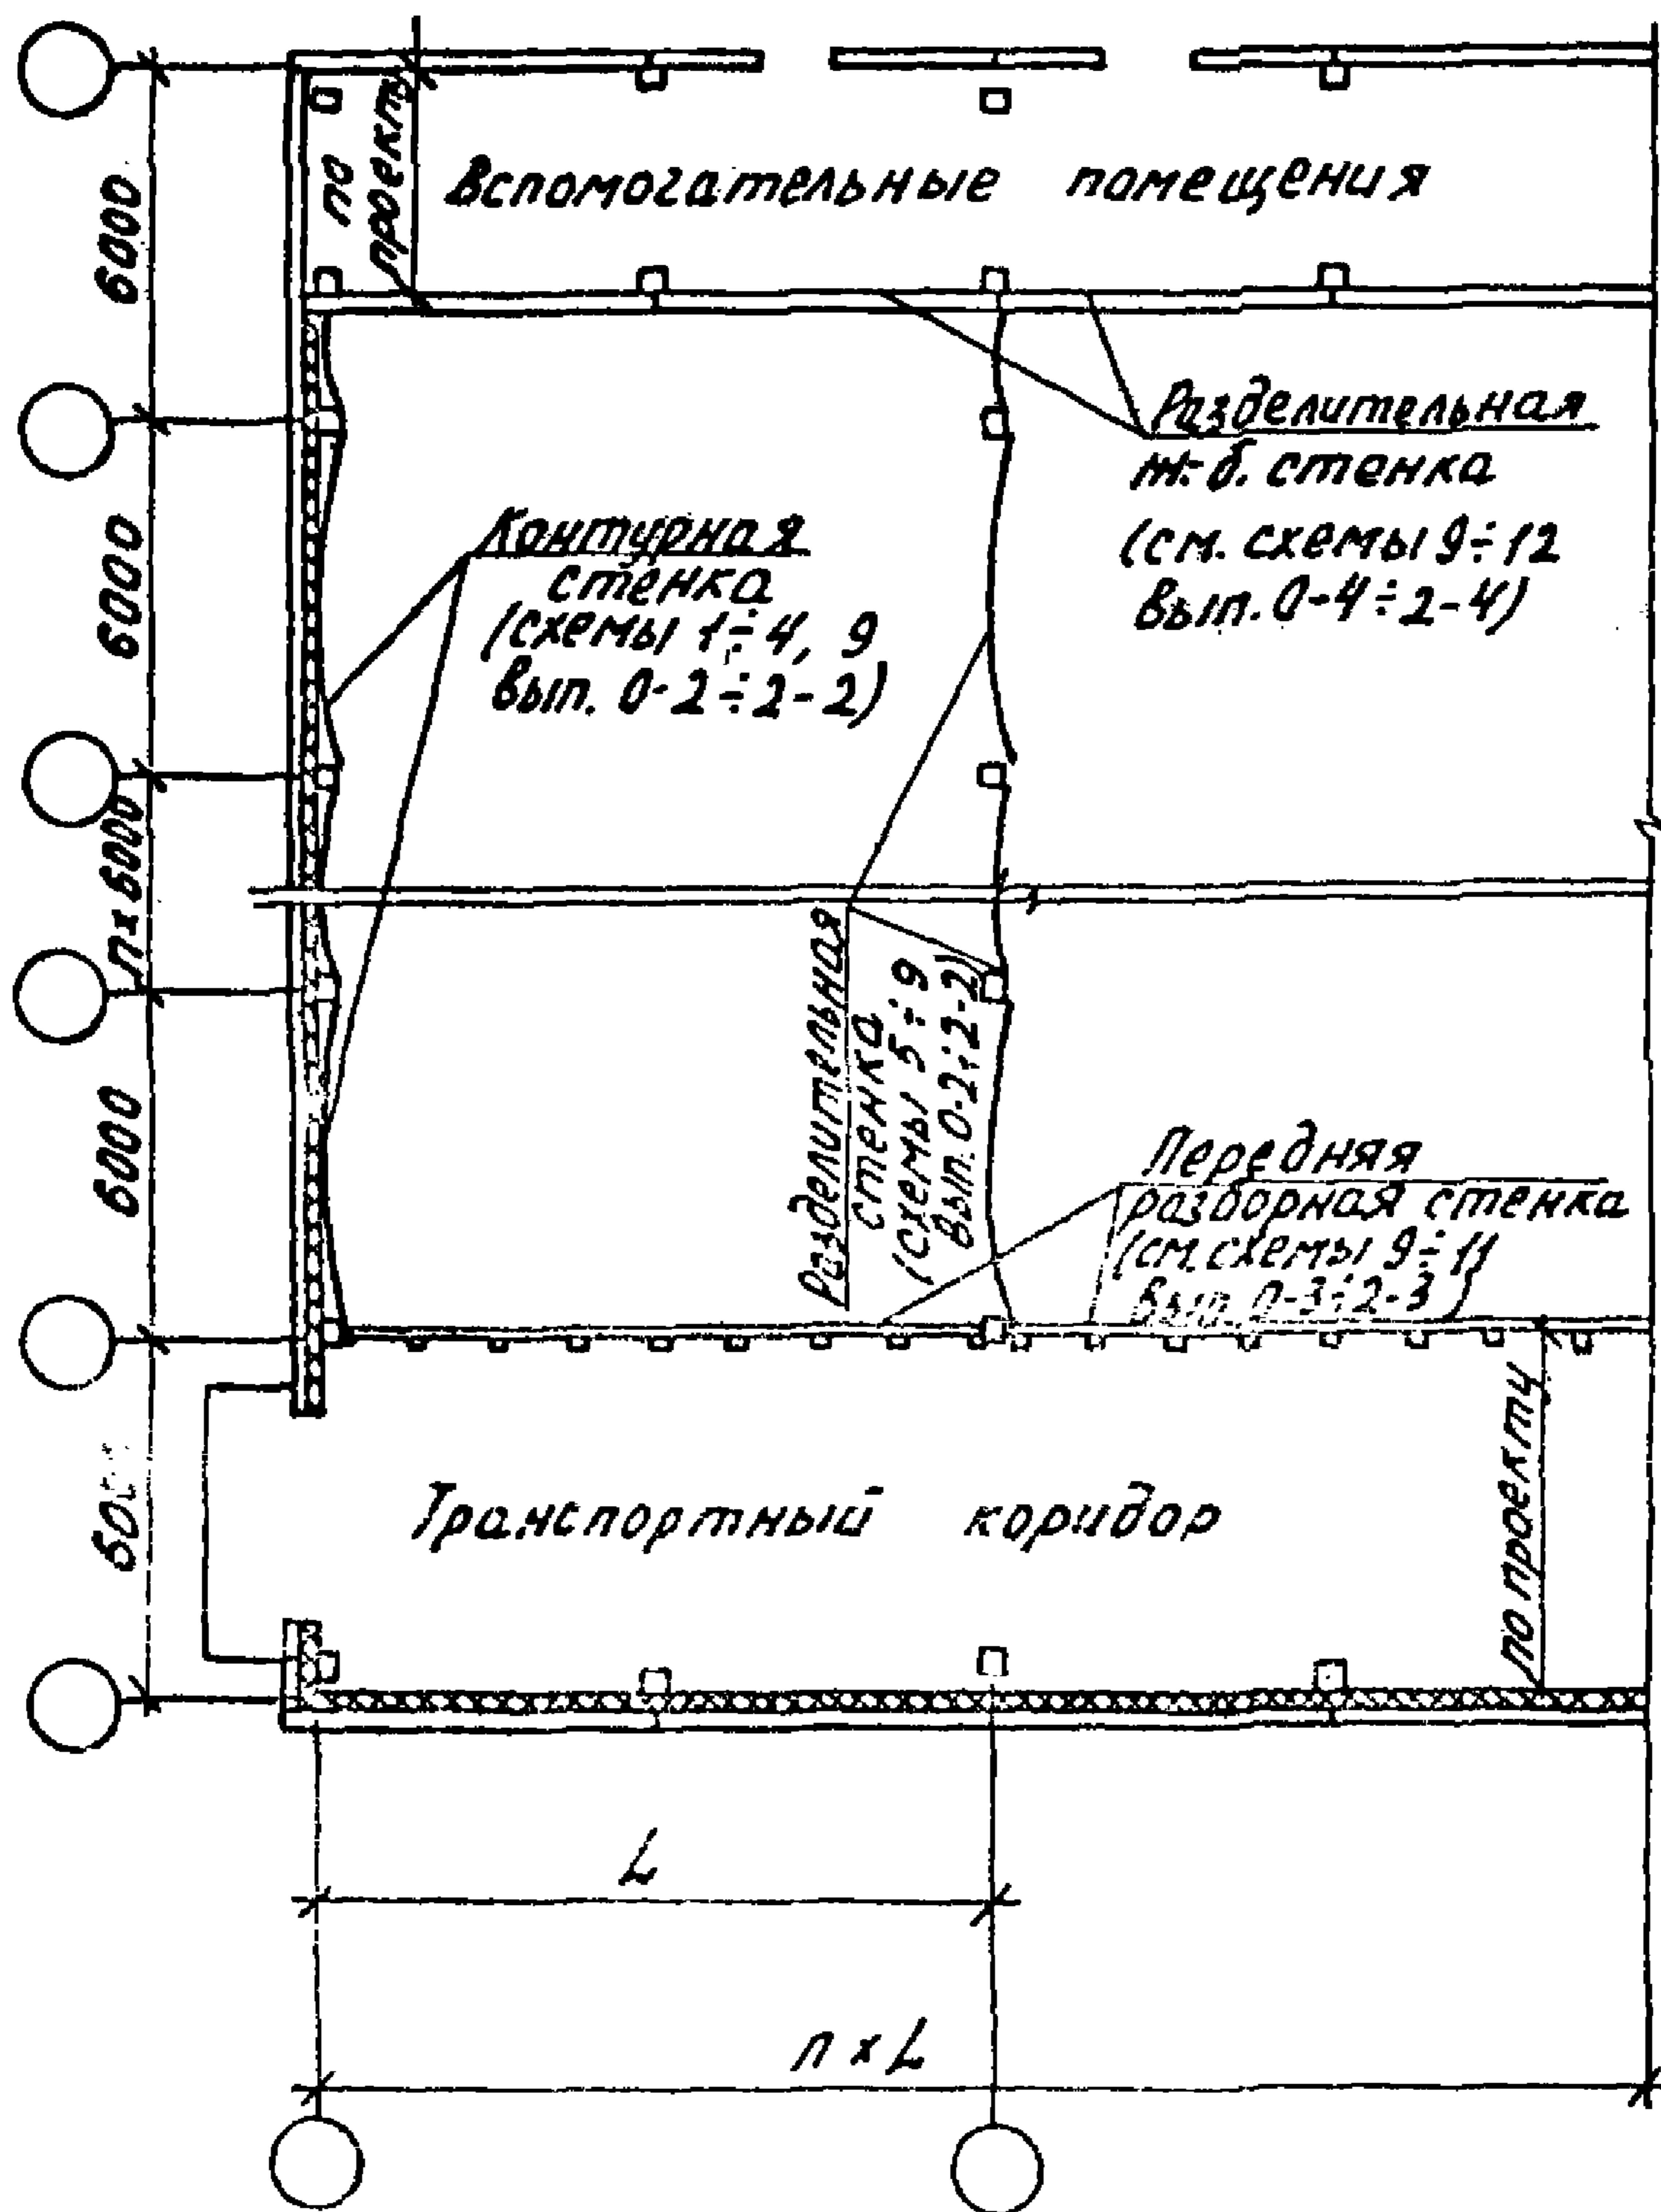 по
проекту
Вспомогательные помещения
6000
Разделительная
ж.-б. стенка
(см. схемы 9÷12
вып. 0-4÷2-4)
6000
Контурная
стенка
(схемы 1÷4, 9
вып. 0-2÷2-2)
п×6000
Разделительная
стенка
(схемы 5÷9
вып. 0-2÷2-2)
6000
Передняя
разборная стенка
(см. схемы 9÷11
вып. 0-3÷2-3)
Транспортный коридор
по проекту
L
п×L